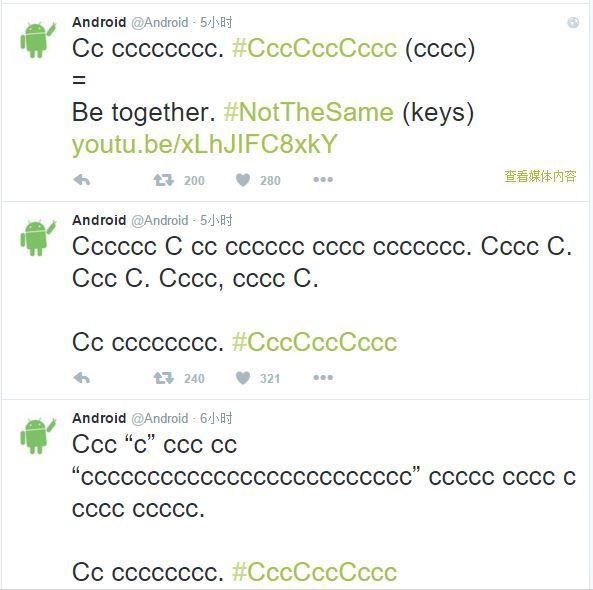 Android @Android · 5小时
Cc cccccccc. #CccCccCccc (cccc)
=
Be together. #NotTheSame (keys)
youtu.be/xLhJIFC8xkY
200 280 查看媒体内容
Android @Android · 5小时
Cccccc C cc cccccc cccc ccccccc. Cccc C.
Ccc C. Cccc, cccc C.
Cc cccccccc. #CccCccCccc
240 321
Android @Android · 6小时
Ccc “c” ccc cc
“ccccccccccccccccccccccccc” ccccc cccc c
cccc ccccc.
Cc cccccccc. #CccCccCccc